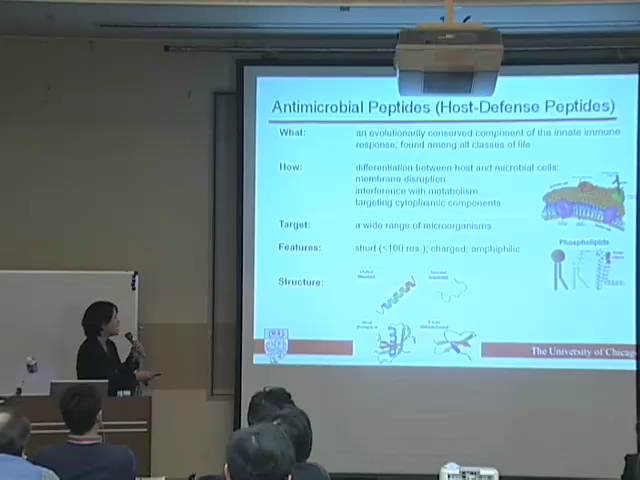 Antimicrobial Peptides (Host-Defense Peptides)
What: an evolutionarily conserved component of the innate immune
response; found among all classes of life
How: differentiation between host and microbial cells:
membrane disruption
interference with metabolism
targeting cytoplasmic components
Target: a wide range of microorganisms
Features: short (<100 res.); charged; amphiphilic
Phospholipids
Structure:
The University of Chicag